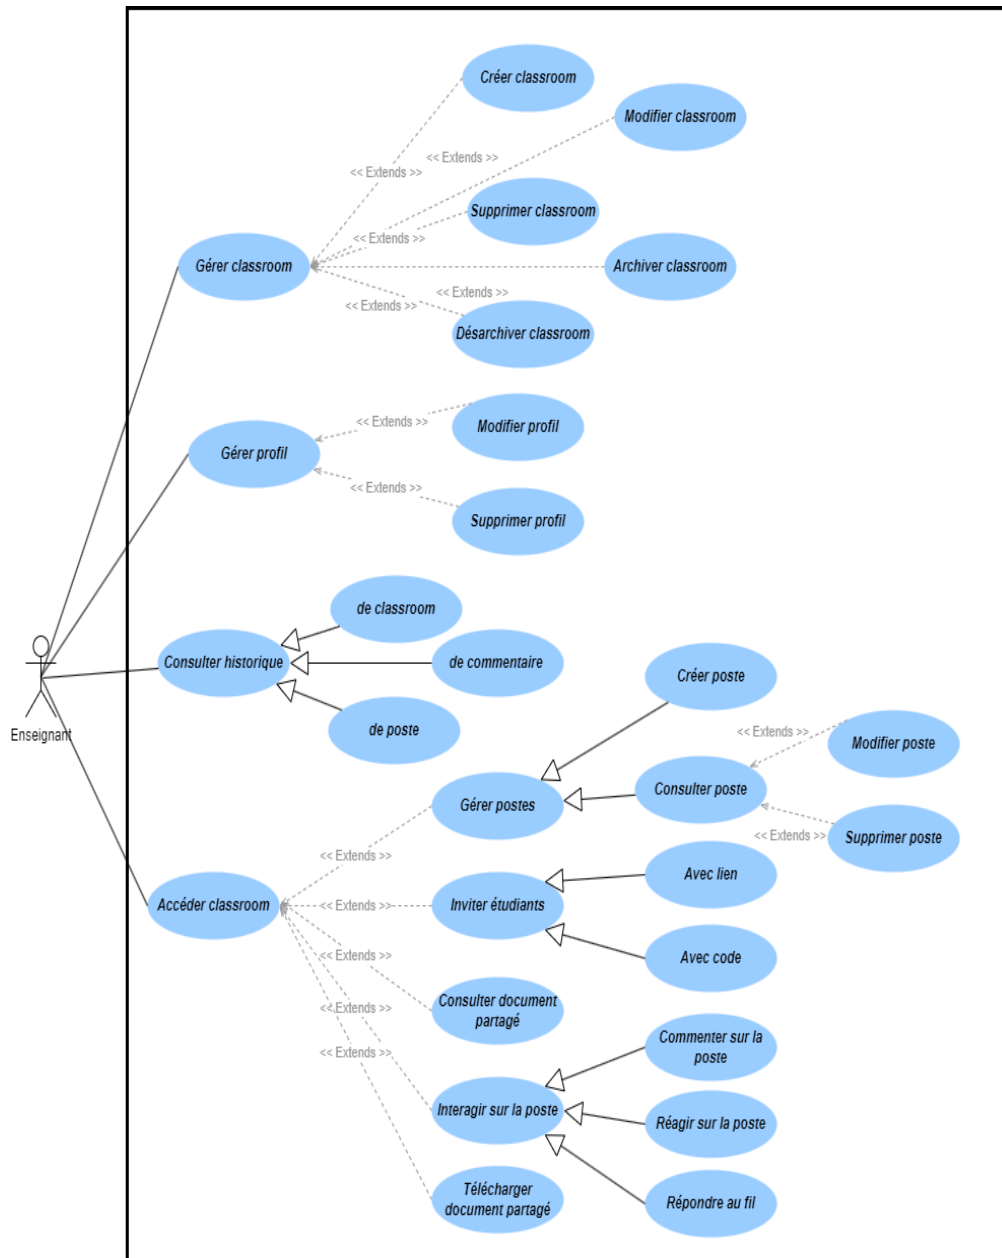 Créer classroom
Modifier classroom
<< Extends >>
<< Extends >>
Supprimer classroom
<< Extends >>
Gérer classroom
Archiver classroom
<< Extends >>
<< Extends >>
Désarchiver classroom
<< Extends >>
Modifier profil
Gérer profil
<< Extends >>
Supprimer profil
de classroom
Consulter historique
de commentaire
Créer poste
Enseignant
de poste
<< Extends >>
Modifier poste
Gérer postes
Consulter poste
<< Extends >>
Supprimer poste
<< Extends >>
Avec lien
Accéder classroom
<< Extends >>
Inviter étudiants
<< Extends >>
Avec code
Consulter document
partagé
<< Extends >>
Commenter sur la
poste
<< Extends >>
Interagir sur la poste
Réagir sur la poste
Télécharger
document partagé
Répondre au fil